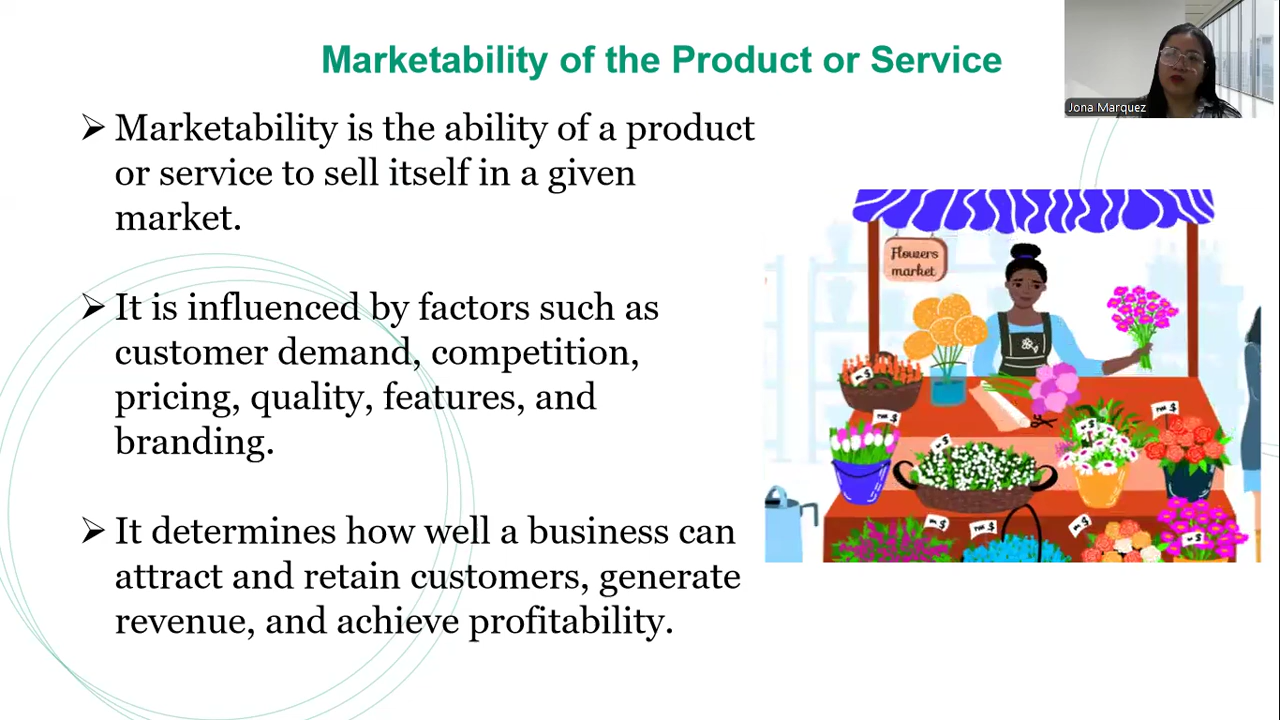 Marketability of the Product or Service
Jona Marquez
Marketability is the ability of a product
or service to sell itself in a given
market.
It is influenced by factors such as
customer demand, competition,
pricing, quality, features, and
branding.
It determines how well a business can
attract and retain customers, generate
revenue, and achieve profitability.
Flowers
market